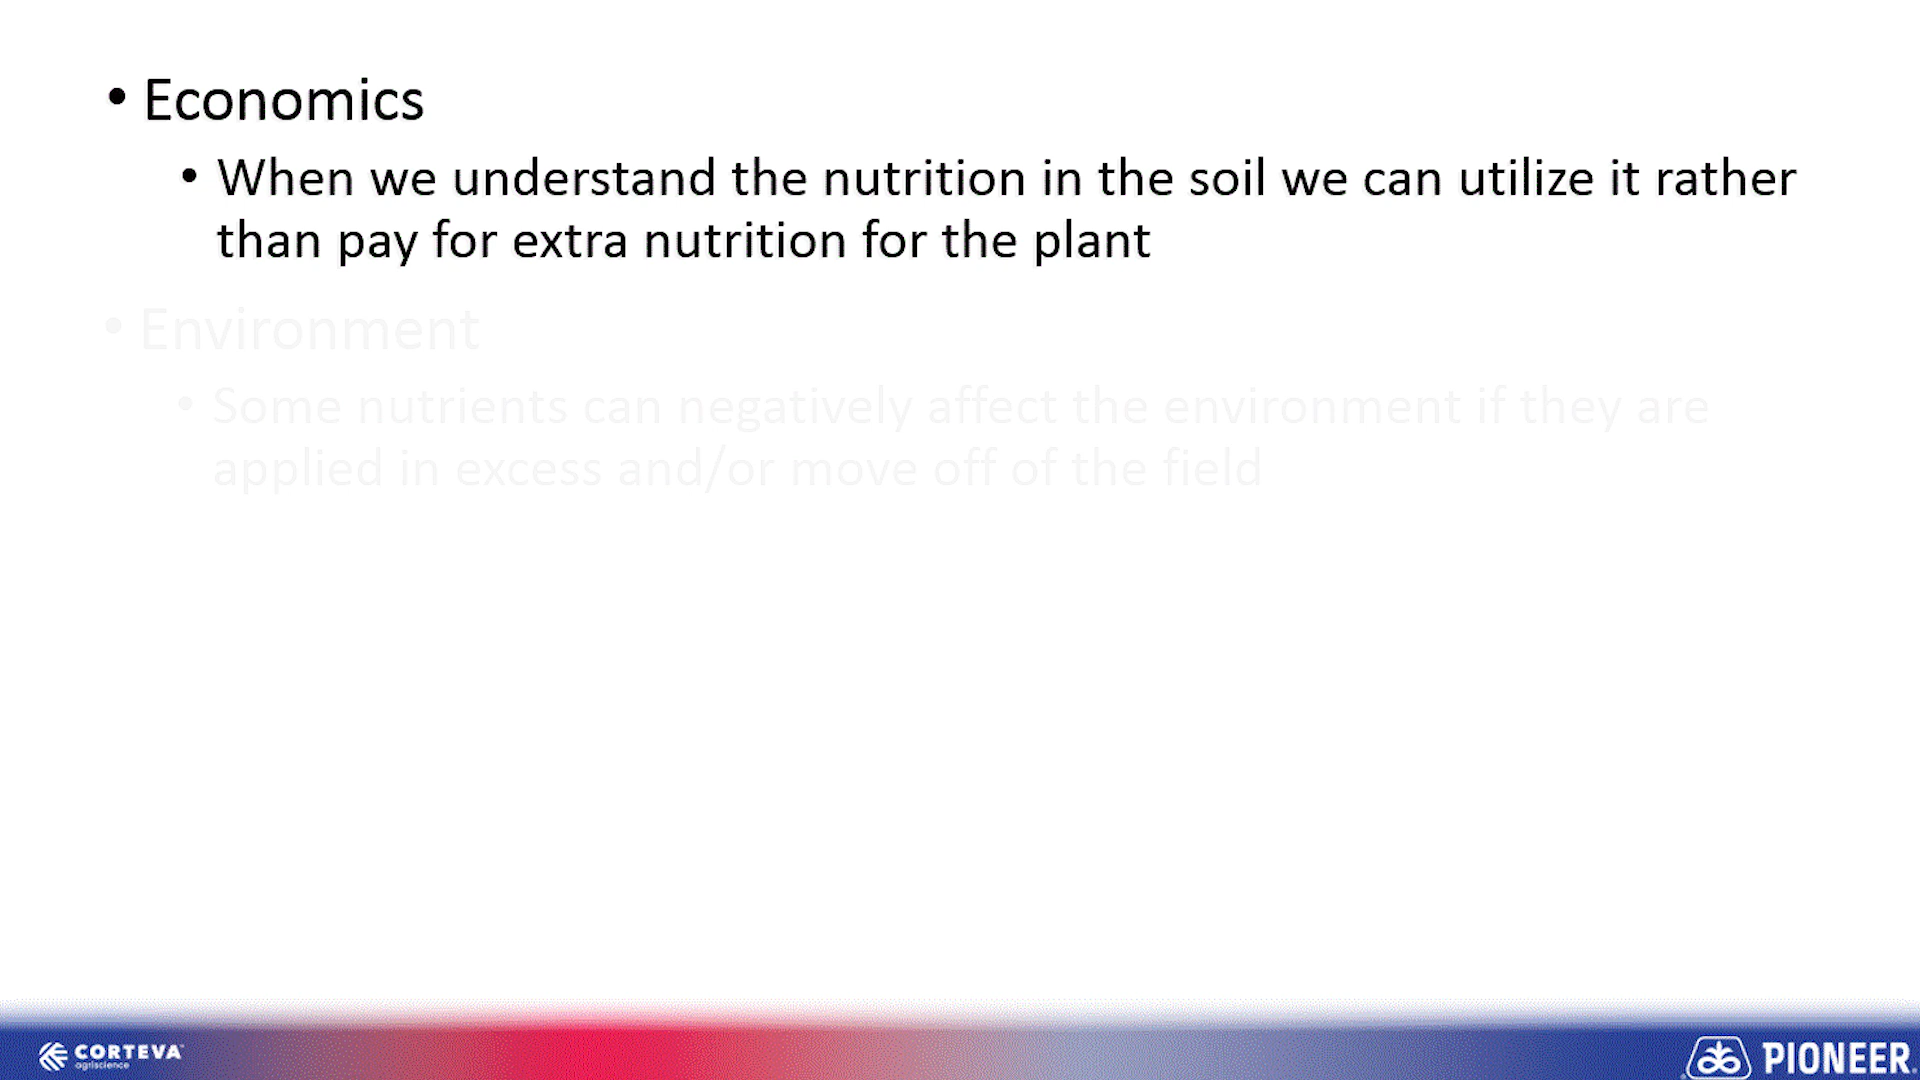 • Economics
• When we understand the nutrition in the soil we can utilize it rather
than pay for extra nutrition for the plant
• Environment
• Some nutrients can negatively affect the environment if they are
applied in excess and/or move off of the field
CORTEVA
agriscience
PIONEER